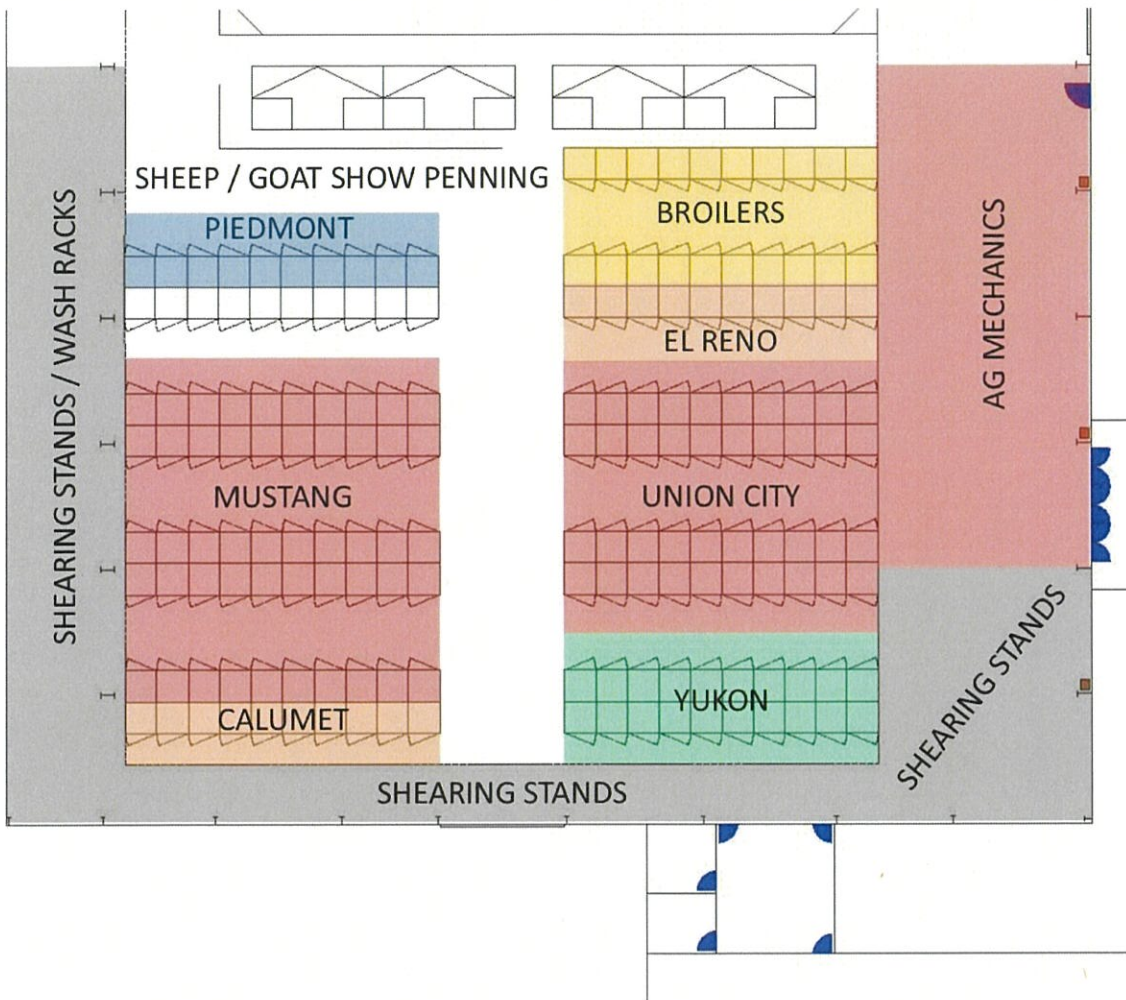 SHEEP / GOAT SHOW PENNING
PIEDMONT
BROILERS
SHEARING STANDS / WASH RACKS
AG MECHANICS
EL RENO
MUSTANG
UNION CITY
CALUMET
YUKON
SHEARING STANDS
SHEARING STANDS